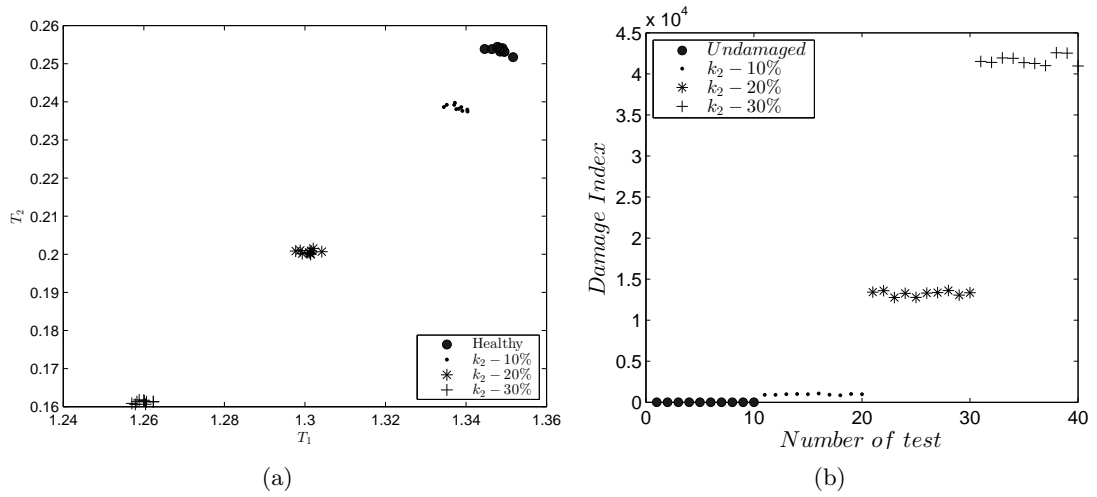 0.26
0.25
0.24
0.23
0.22
0.21
0.2
0.19
0.18
0.17
0.16
T₂
1.24
1.26
1.28
1.3
1.32
1.34
1.36
T₁
Healthy
k₂ − 10%
k₂ − 20%
k₂ − 30%
(a)
x 10⁴
4.5
4
3.5
3
2.5
2
1.5
1
0.5
0
Damage Index
0
10
20
30
40
Number of test
Undamaged
k₂ − 10%
k₂ − 20%
k₂ − 30%
(b)